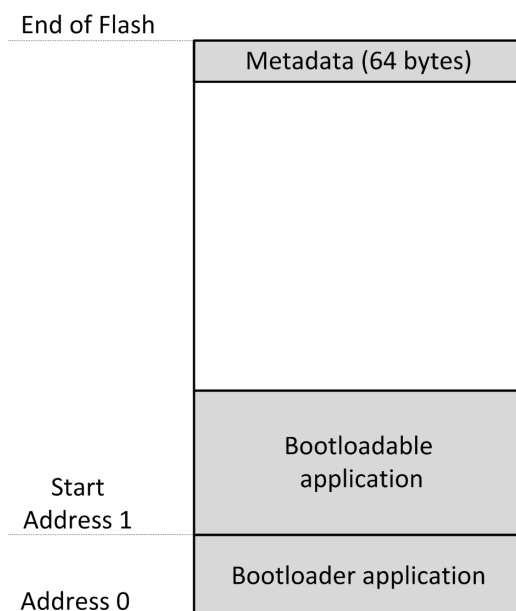 End of Flash
Metadata (64 bytes)
Bootloadable
application
Start
Address 1
Bootloader application
Address 0